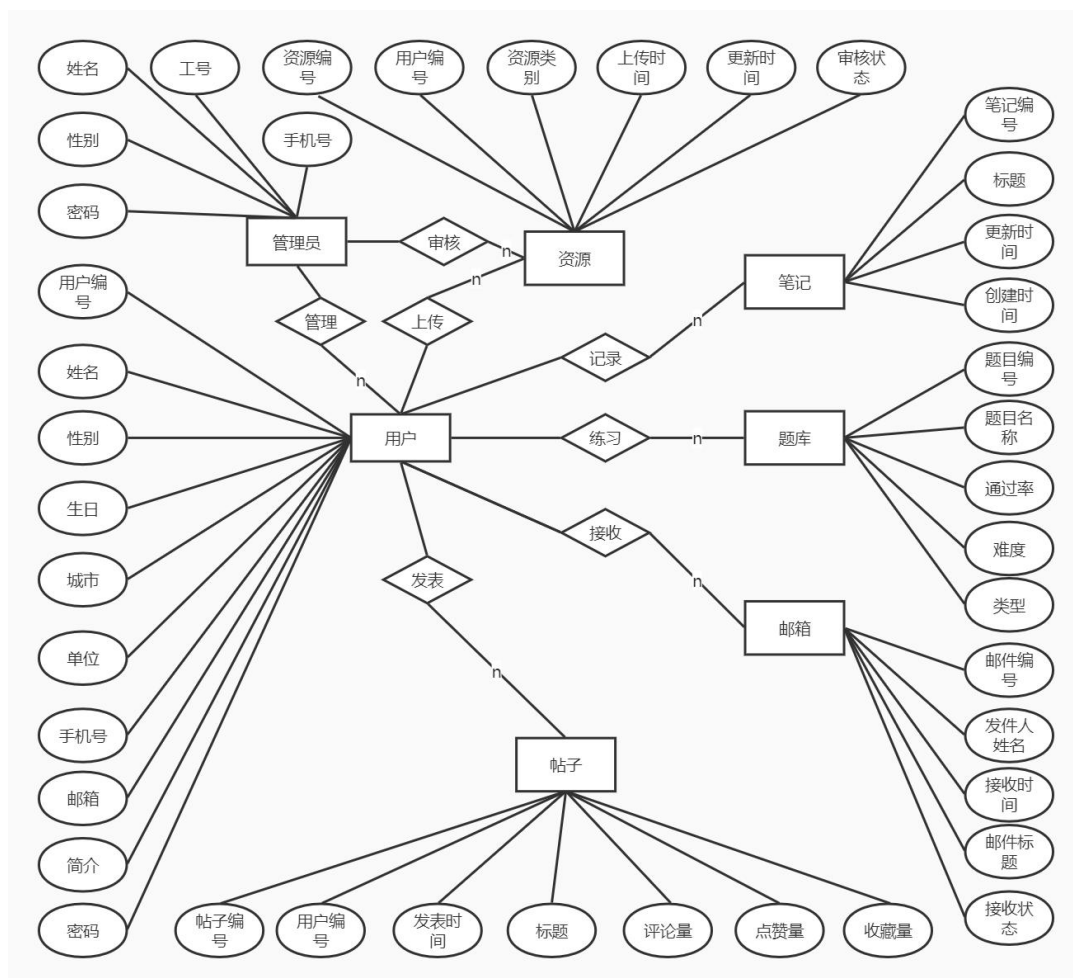 姓名
工号
资源编
号
用户编
号
资源类
别
上传时
间
更新时
间
审核状
态
笔记编
号
性别
手机号
标题
密码
管理员
审核
n
资源
更新时
间
n
笔记
用户编
号
创建时
间
管理
上传
n
记录
题目编
号
姓名
n
题目名
称
性别
用户
练习
n
题库
通过率
生日
接收
难度
城市
发表
n
类型
邮箱
单位
邮件编
号
n
发件人
姓名
手机号
帖子
接收时
间
邮箱
邮件标
题
简介
接收状
态
密码
帖子编
号
用户编
号
发表时
间
标题
评论量
点赞量
收藏量